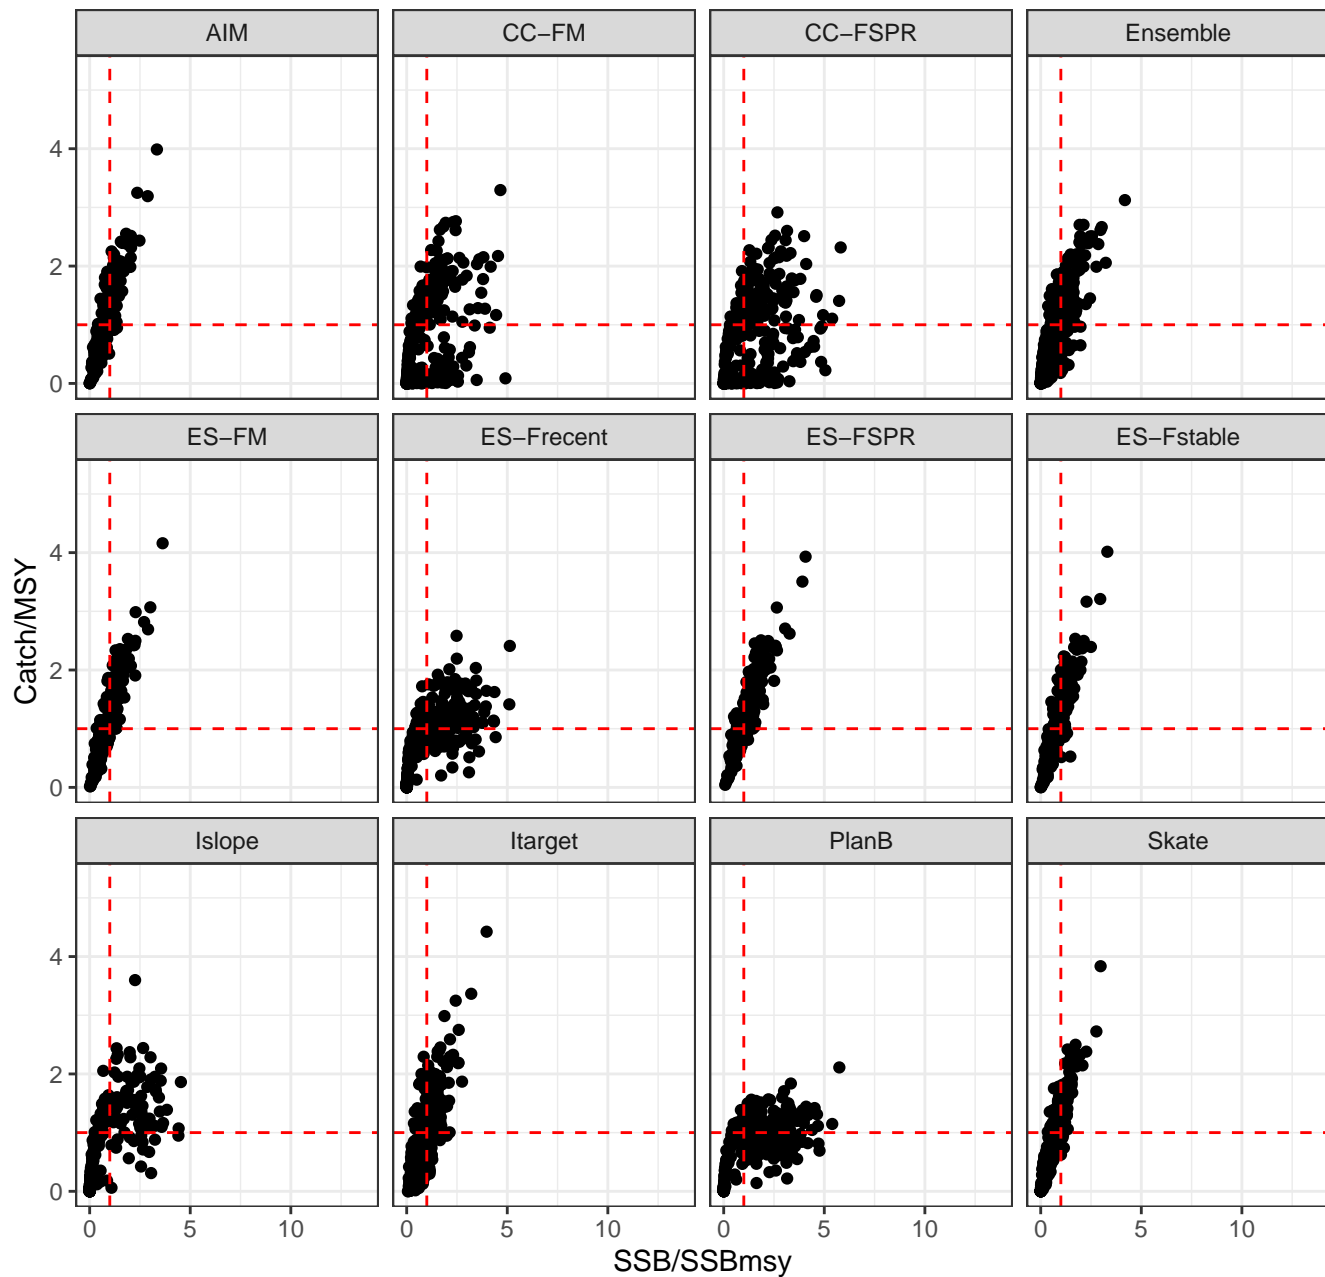 AIM CC−FM CC−FSPR Ensemble
4
2
0
ES−FM ES−Frecent ES−FSPR ES−Fstable
4
2
0
Islope Itarget PlanB Skate
4
2
0
0 5 10 0 5 10 0 5 10 0 5 10
Catch/MSY
SSB/SSBmsy